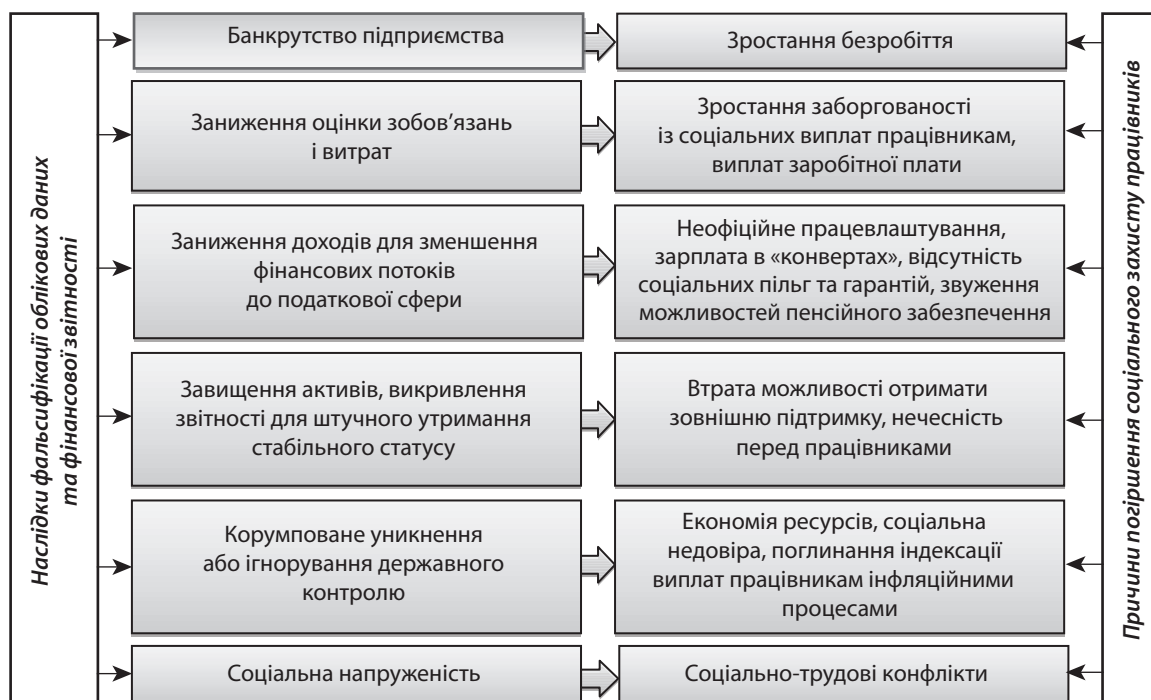 Наслідки фальсифікації облікових даних
та фінансової звітності
Банкрутство підприємства
Зростання безробіття
Заниження оцінки зобов’язань
і витрат
Зростання заборгованості
із соціальних виплат працівникам,
виплат заробітної плати
Заниження доходів для зменшення
фінансових потоків
до податкової сфери
Неофіційне працевлаштування,
зарплата в «конвертах», відсутність
соціальних пільг та гарантій, звуження
можливостей пенсійного забезпечення
Завищення активів, викривлення
звітності для штучного утримання
стабільного статусу
Втрата можливості отримати
зовнішню підтримку, нечесність
перед працівниками
Корумповане уникнення
або ігнорування державного
контролю
Економія ресурсів, соціальна
недовіра, поглинання індексації
виплат працівникам інфляційними
процесами
Соціальна напруженість
Соціально-трудові конфлікти
Причини погіршення соціального захисту працівників